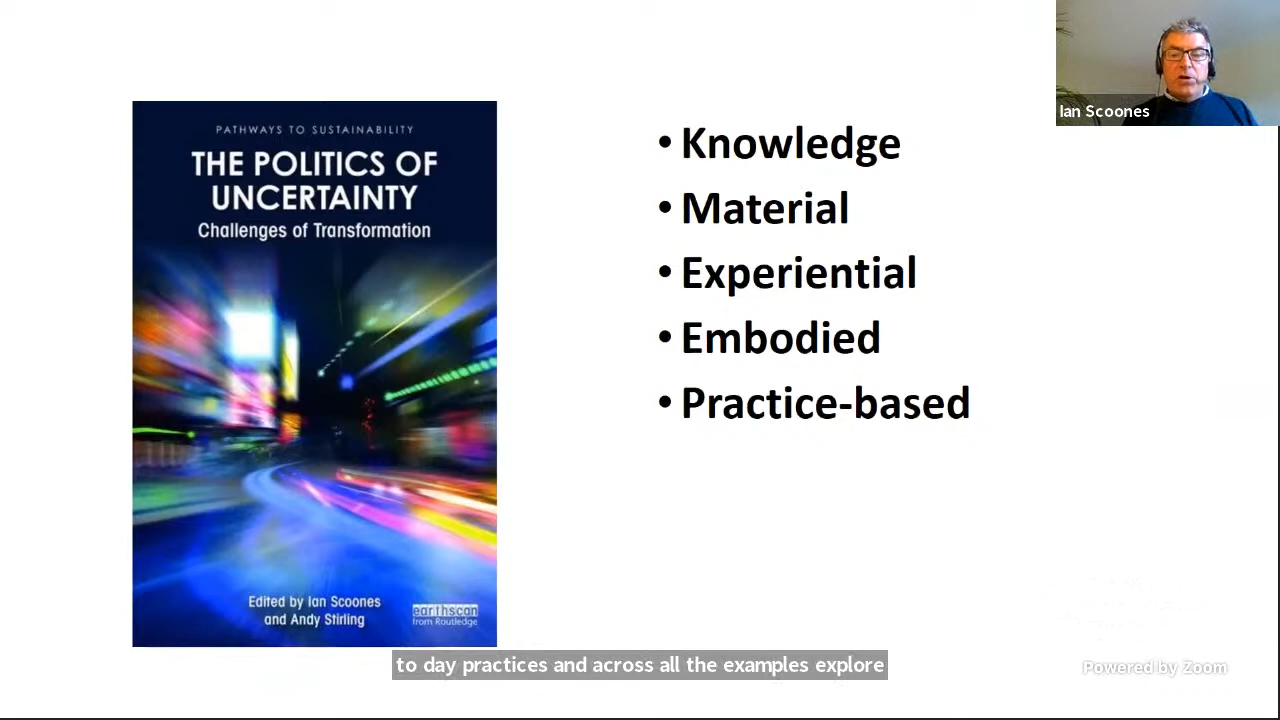 PATHWAYS TO SUSTAINABILITY
THE POLITICS OF
UNCERTAINTY
Challenges of Transformation
Edited by Ian Scoones
and Andy Stirling
earthscan
from Routledge
• Knowledge
• Material
• Experiential
• Embodied
• Practice-based
Ian Scoones
to day practices and across all the examples explore
Powered by Zoom